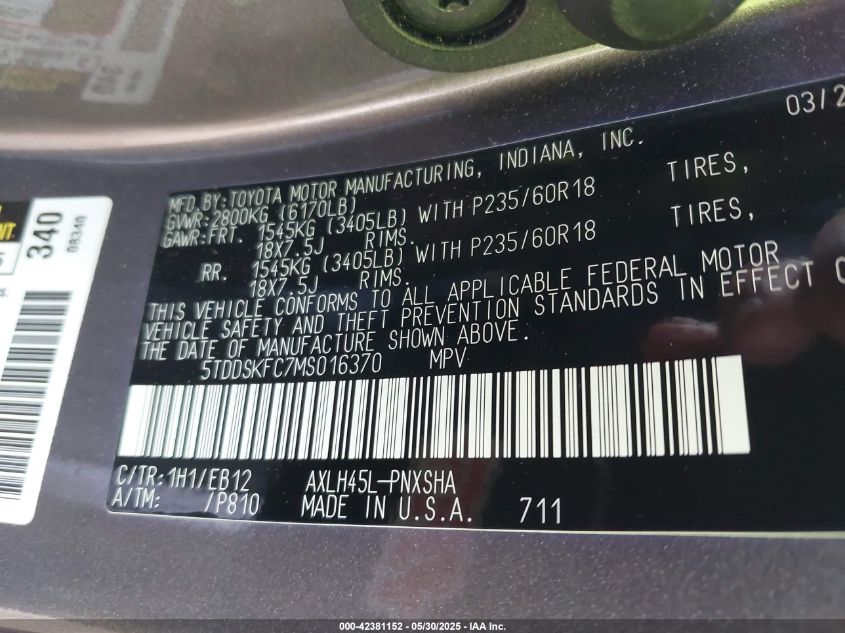 03/2
MFD.BY:TOYOTA MOTOR MANUFACTURING, INDIANA, INC.
GVWR:2800KG (6170LB)
GAWR:FRT. 1545KG (3405LB) WITH P235/60R18 TIRES,
18X7.5J RIMS.
RR. 1545KG (3405LB) WITH P235/60R18 TIRES,
18X7.5J RIMS.
THIS VEHICLE CONFORMS TO ALL APPLICABLE FEDERAL MOTOR
VEHICLE SAFETY AND THEFT PREVENTION STANDARDS IN EFFECT O
THE DATE OF MANUFACTURE SHOWN ABOVE.
5TDDSKFC7MS016370 MPV
C/TR:1H1/EB12 AXLH45L-PNXSHA
A/TM: /P810 MADE IN U.S.A. 711
340
08340
000-42381152 — 05/30/2025 — IAA Inc.